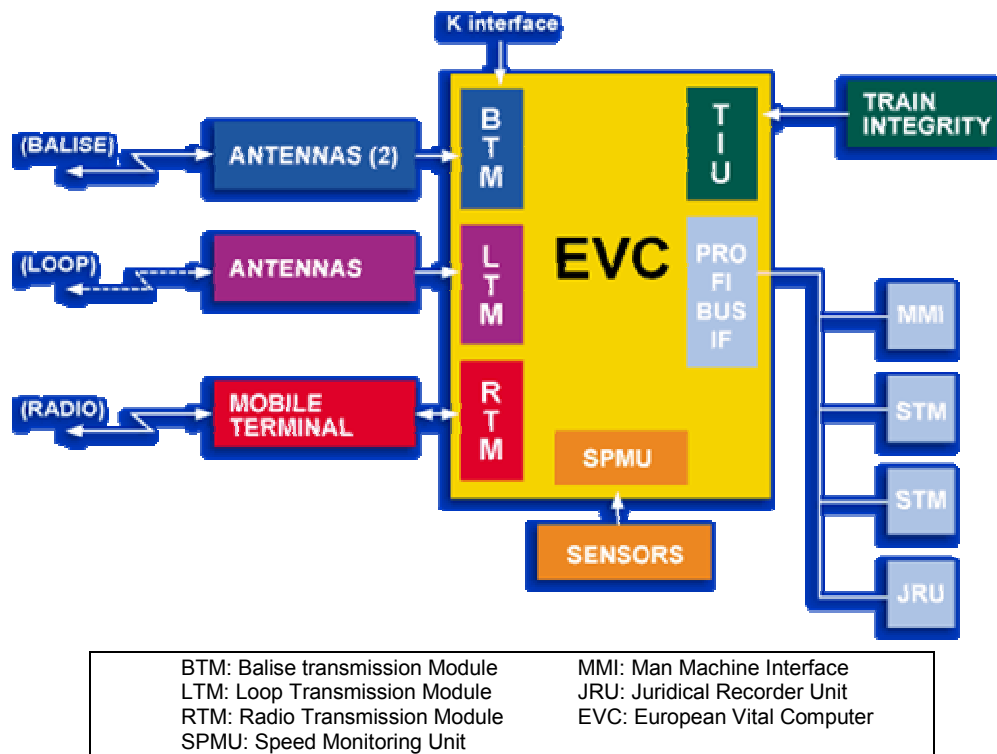 K interface
(BALISE)
ANTENNAS (2)
B
T
M
T
I
U
TRAIN
INTEGRITY
(LOOP)
ANTENNAS
L
T
M
EVC
PRO
FI
BUS
IF
MMI
(RADIO)
MOBILE
TERMINAL
R
T
M
SPMU
STM
STM
SENSORS
JRU
BTM: Balise transmission Module
LTM: Loop Transmission Module
RTM: Radio Transmission Module
SPMU: Speed Monitoring Unit
MMI: Man Machine Interface
JRU: Juridical Recorder Unit
EVC: European Vital Computer